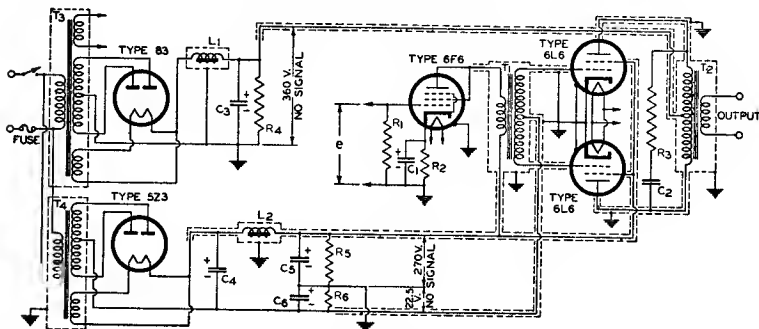 T3
TYPE 83
L1
C3
R4
360 V.
NO SIGNAL
TYPE 6F6
e
R1
C1
R2
T1
TYPE
6L6
TYPE
6L6
R3
C2
T2
OUTPUT
FUSE
T4
TYPE 5Z3
L2
C4
C5
C6
R5
R6
270V.
22.5
V.
NO SIGNAL